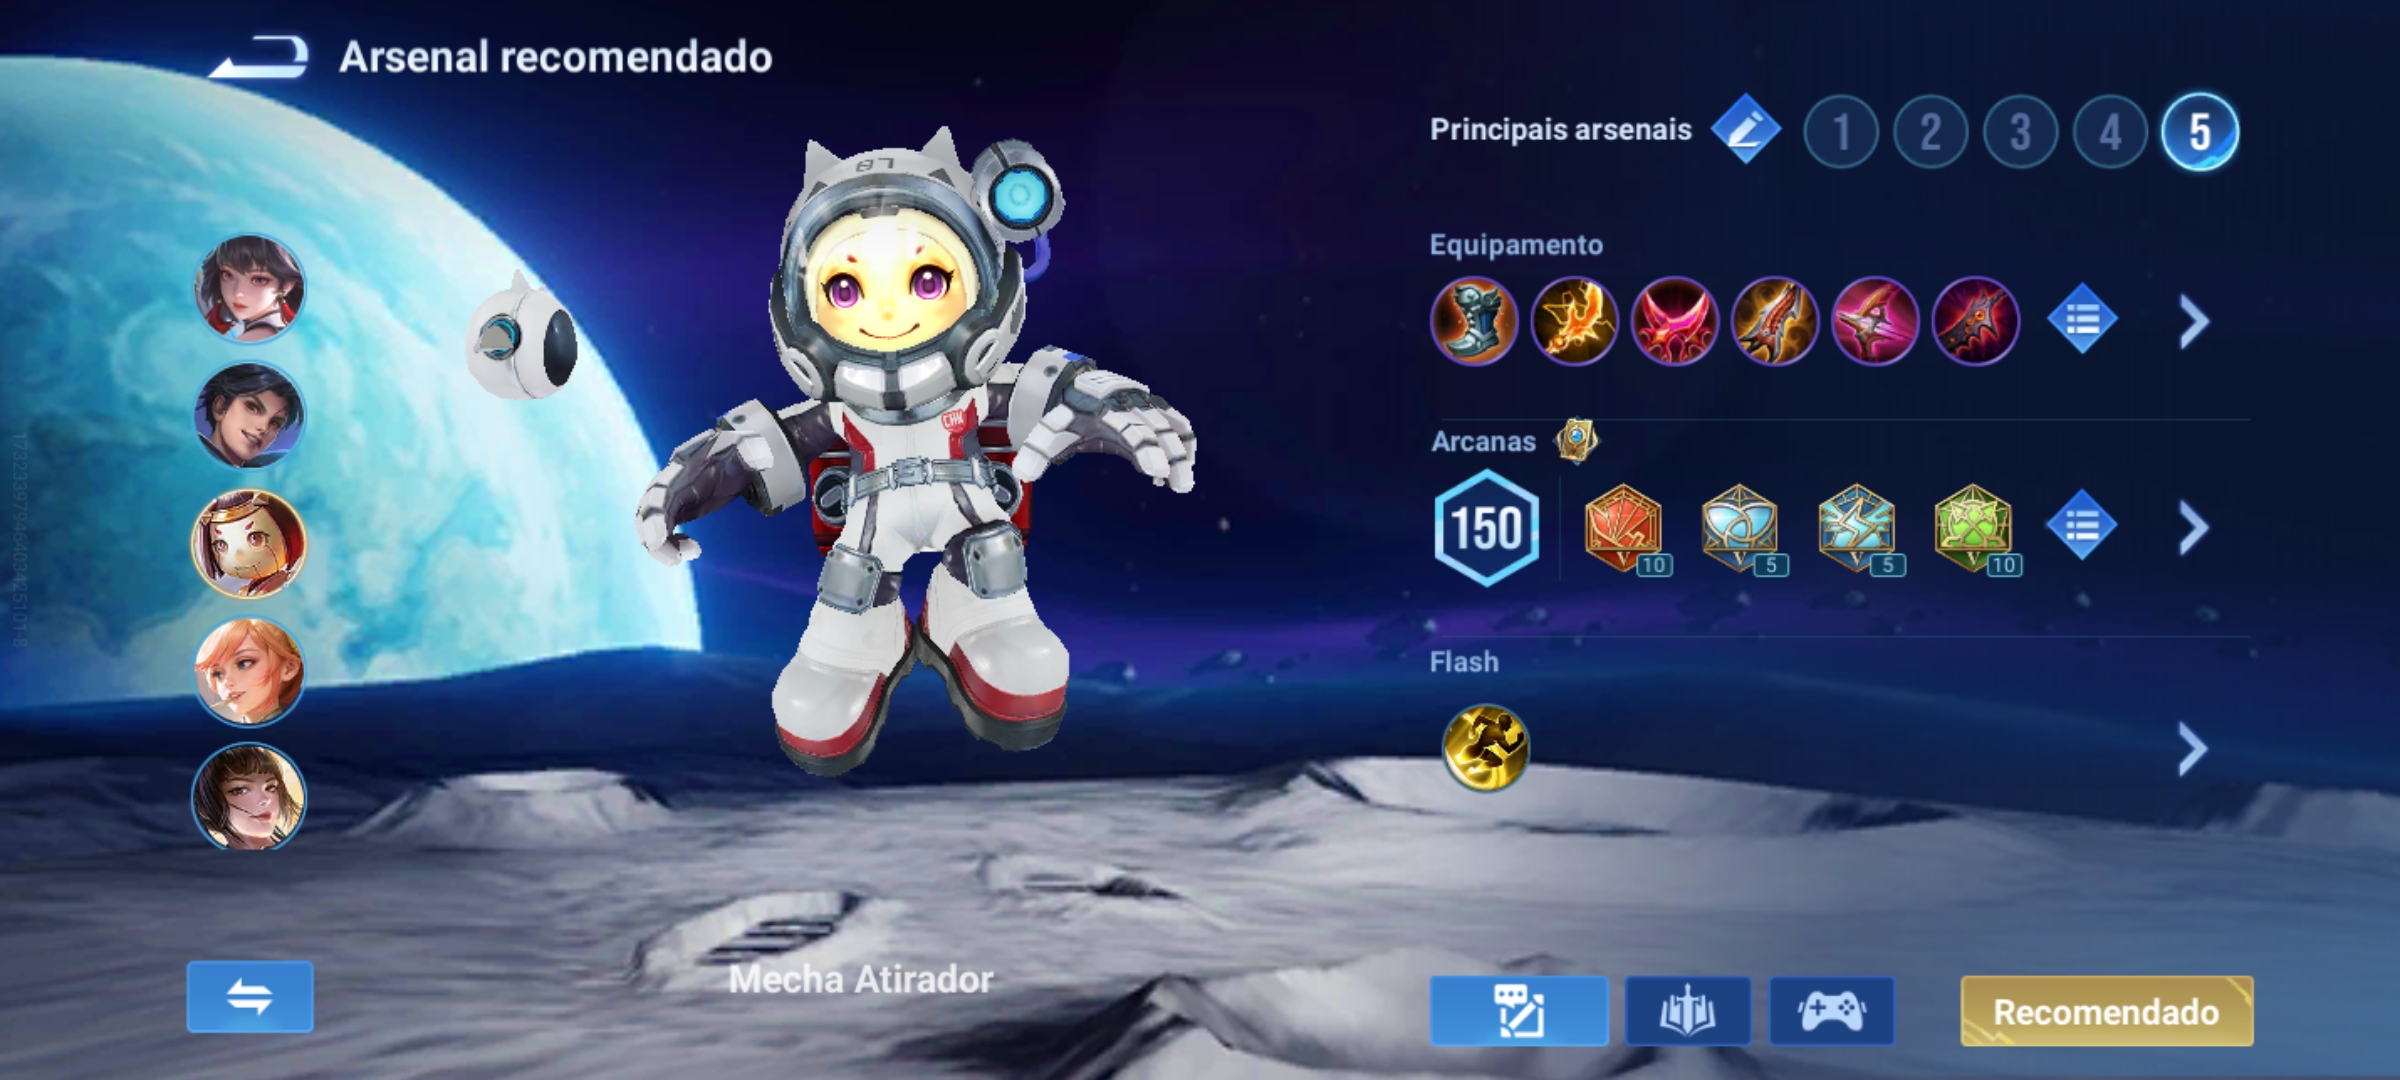 Arsenal recomendado
Principais arsenais
1 2 3 4 5
Equipamento
Arcanas
150
10 5 5 10
Flash
CHK
Mecha Atirador
Recomendado